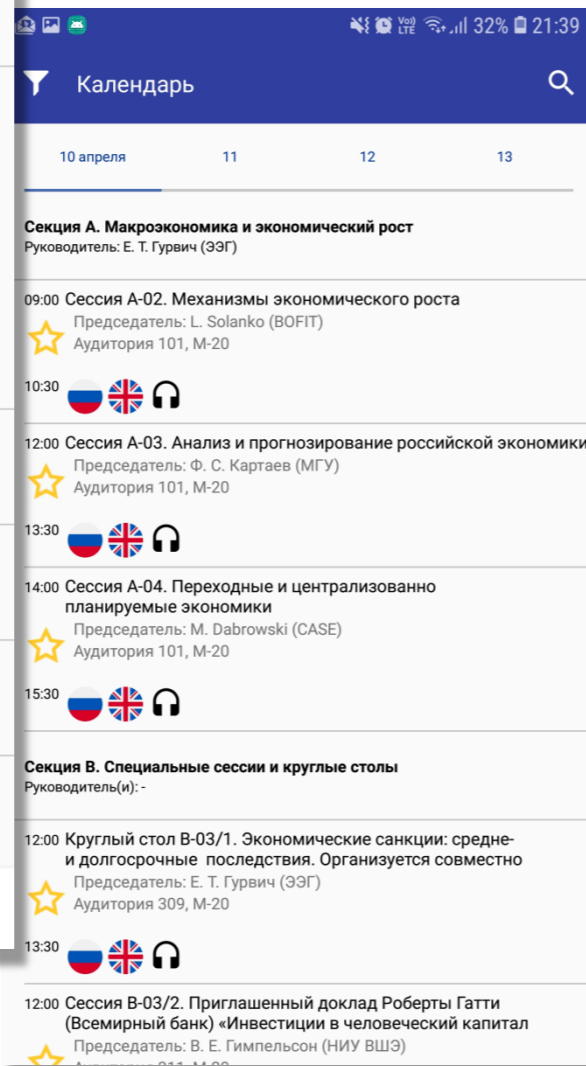 Vo))
LTE
32%
21:39
Календарь
10 апреля
11
12
13
Секция А. Макроэкономика и экономический рост
Руководитель: Е. Т. Гурвич (ЭЭГ)
09:00 Сессия А-02. Механизмы экономического роста
Председатель: L. Solanko (BOFIT)
Аудитория 101, М-20
10:30
12:00 Сессия А-03. Анализ и прогнозирование российской экономики
Председатель: Ф. С. Картаев (МГУ)
Аудитория 101, М-20
13:30
14:00 Сессия А-04. Переходные и централизованно
планируемые экономики
Председатель: M. Dabrowski (CASE)
Аудитория 101, М-20
15:30
Секция В. Специальные сессии и круглые столы
Руководитель(и): -
12:00 Круглый стол В-03/1. Экономические санкции: средне-
и долгосрочные последствия. Организуется совместно
Председатель: Е. Т. Гурвич (ЭЭГ)
Аудитория 309, М-20
13:30
12:00 Сессия В-03/2. Приглашенный доклад Роберты Гатти
(Всемирный банк) «Инвестиции в человеческий капитал
Председатель: В. Е. Гимпельсон (НИУ ВШЭ)